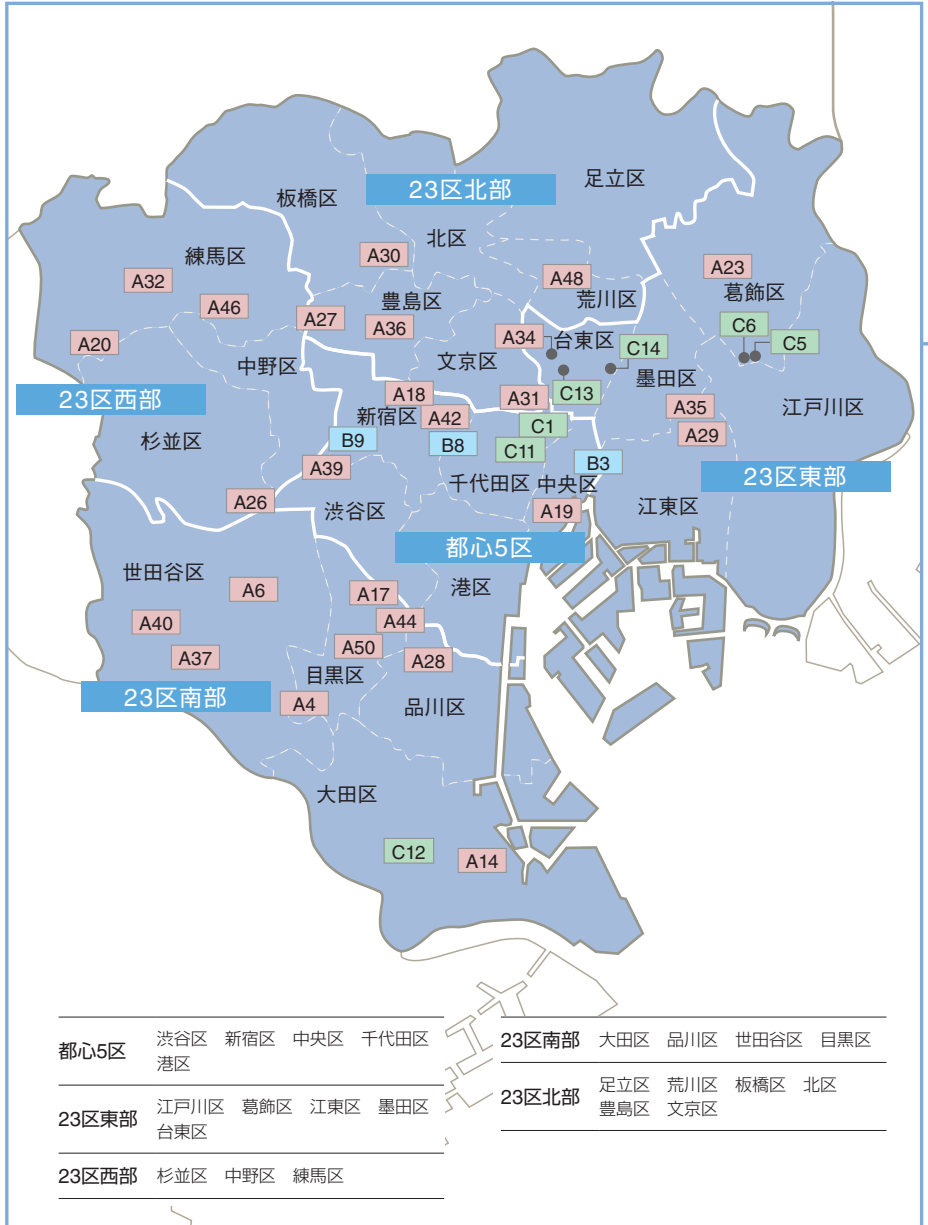 足立区
23区北部
板橋区
北区
練馬区
A30
A23
A32
A48
葛飾区
荒川区
豊島区
A46
A27
A36
C6
A34
台東区
C14
C5
A20
中野区
文京区
墨田区
A18
A31
C13
23区西部
新宿区
A42
A35
江戸川区
C1
杉並区
B9
B8
A29
C11
A39
千代田区
中央区
B3
23区東部
A26
渋谷区
A19
江東区
都心5区
世田谷区
A6
A17
港区
A40
A44
A50
A37
A28
目黒区
23区南部
A4
品川区
大田区
C12
A14
都心5区 渋谷区 新宿区 中央区 千代田区
港区
23区東部 江戸川区 葛飾区 江東区 墨田区
台東区
23区西部 杉並区 中野区 練馬区
23区南部 大田区 品川区 世田谷区 目黒区
23区北部 足立区 荒川区 板橋区 北区
豊島区 文京区